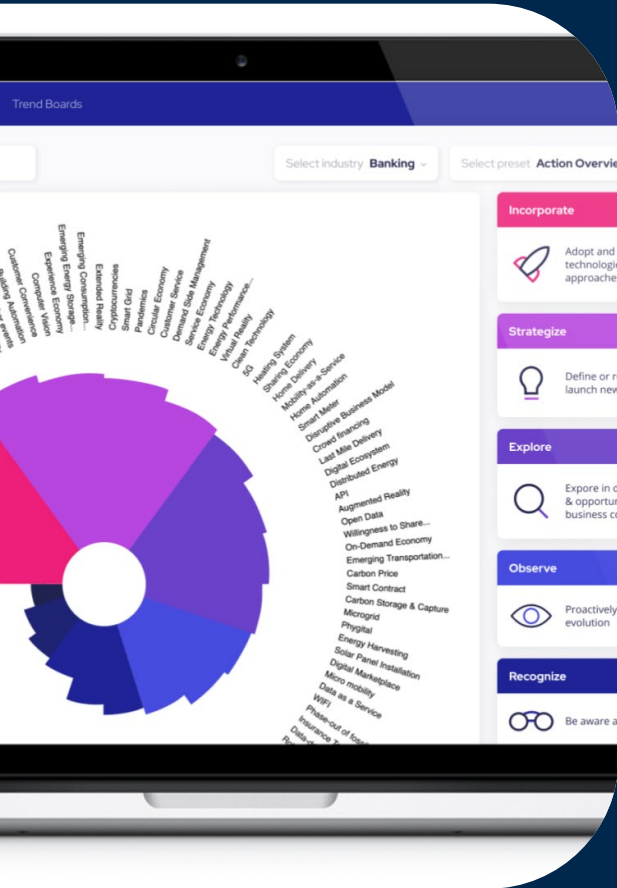 Trend Boards
Select industry Banking
Select preset Action Overvie
Customer Convenience
Computer Vision
Experience Economy
Emerging Energy Storage...
Emerging Consumption...
Extended Reality
Cryptocurrencies
Smart Grid
Pandemics
Circular Economy
Customer Service
Demand Side Management
Service Economy
Energy Technology
Energy Performance...
Virtual Reality
Clean Technology
5G
Heating System
Sharing Economy
Home Delivery
Mobility-as-a-Service
Home Automation
Smart Meter
Disruptive Business Model
Crowd financing
Last Mile Delivery
Digital Ecosystem
Distributed Energy
API
Augmented Reality
Open Data
Willingness to Share...
On-Demand Economy
Emerging Transportation...
Carbon Price
Smart Contract
Carbon Storage & Capture
Microgrid
Phygital
Energy Harvesting
Solar Panel Installation
Digital Marketplace
Micro mobility
Data as a Service
WIFI
Phase-out of
Insurance
Incorporate
Adopt and
technologi
approache
Strategize
Define or r
launch new
Explore
Expore in
& opportu
business c
Observe
Proactively
evolution
Recognize
Be aware a